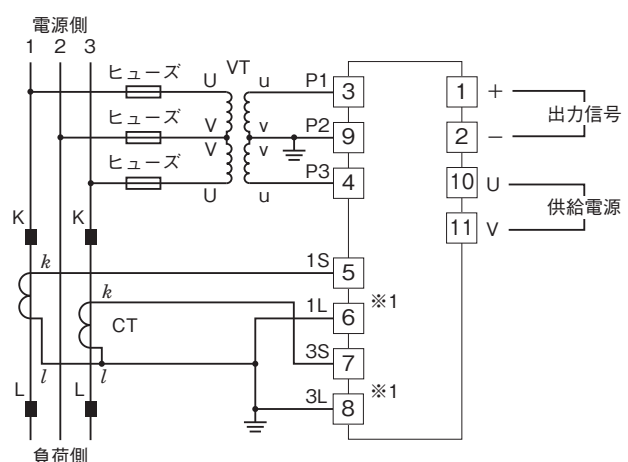 電源側
1 2 3
ヒューズ
U VT u P1 3
1 +
出力信号
ヒューズ
V v P2 9
2 −
ヒューズ
V v
U u P3 4
10 U
供給電源
11 V
K K
k 1S 5
※1
k 1L 6
CT
3S 7
l l
※1
L L 3L 8
負荷側